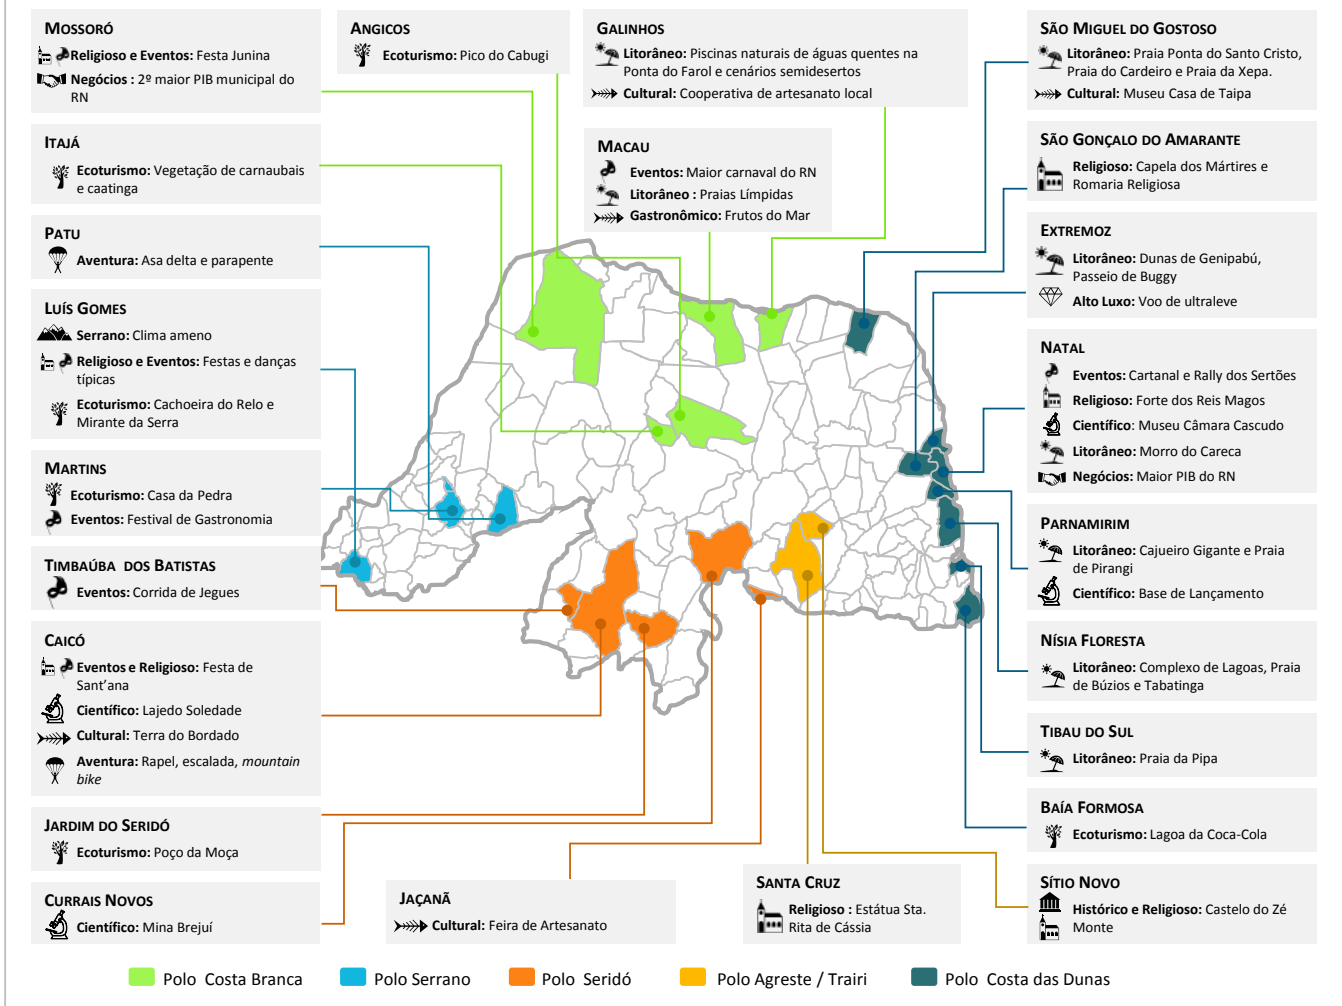 MOSSORÓ
Religioso e Eventos: Festa Junina
Negócios : 2º maior PIB municipal do
RN
ITAJÁ
Ecoturismo: Vegetação de carnaubais
e caatinga
PATU
Aventura: Asa delta e parapente
LUÍS GOMES
Serrano: Clima ameno
Religioso e Eventos: Festas e danças
típicas
Ecoturismo: Cachoeira do Relo e
Mirante da Serra
MARTINS
Ecoturismo: Casa da Pedra
Eventos: Festival de Gastronomia
TIMBAÚBA DOS BATISTAS
Eventos: Corrida de Jegues
CAICÓ
Eventos e Religioso: Festa de
Sant'ana
Científico: Lajedo Soledade
Cultural: Terra do Bordado
Aventura: Rapel, escalada, mountain
bike
JARDIM DO SERIDÓ
Ecoturismo: Poço da Moça
CURRAIS NOVOS
Científico: Mina Brejuí
ANGICOS
Ecoturismo: Pico do Cabugi
GALINHOS
Litorâneo: Piscinas naturais de águas quentes na
Ponta do Farol e cenários semidesertos
Cultural: Cooperativa de artesanato local
MACAU
Eventos: Maior carnaval do RN
Litorâneo : Praias Límpidas
Gastronômico: Frutos do Mar
JAÇANÃ
Cultural: Feira de Artesanato
SANTA CRUZ
Religioso : Estátua Sta.
Rita de Cássia
SÃO MIGUEL DO GOSTOSO
Litorâneo: Praia Ponta do Santo Cristo,
Praia do Cardeiro e Praia da Xepa.
Cultural: Museu Casa de Taipa
SÃO GONÇALO DO AMARANTE
Religioso: Capela dos Mártires e
Romaria Religiosa
EXTREMOZ
Litorâneo: Dunas de Genipabú,
Passeio de Buggy
Alto Luxo: Voo de ultraleve
NATAL
Eventos: Cartanal e Rally dos Sertões
Religioso: Forte dos Reis Magos
Científico: Museu Câmara Cascudo
Litorâneo: Morro do Careca
Negócios: Maior PIB do RN
PARNAMIRIM
Litorâneo: Cajueiro Gigante e Praia
de Pirangi
Científico: Base de Lançamento
NÍSIA FLORESTA
Litorâneo: Complexo de Lagoas, Praia
de Búzios e Tabatinga
TIBAU DO SUL
Litorâneo: Praia da Pipa
BAÍA FORMOSA
Ecoturismo: Lagoa da Coca-Cola
SÍTIO NOVO
Histórico e Religioso: Castelo do Zé
Monte
Polo Costa Branca
Polo Serrano
Polo Seridó
Polo Agreste / Trairi
Polo Costa das Dunas